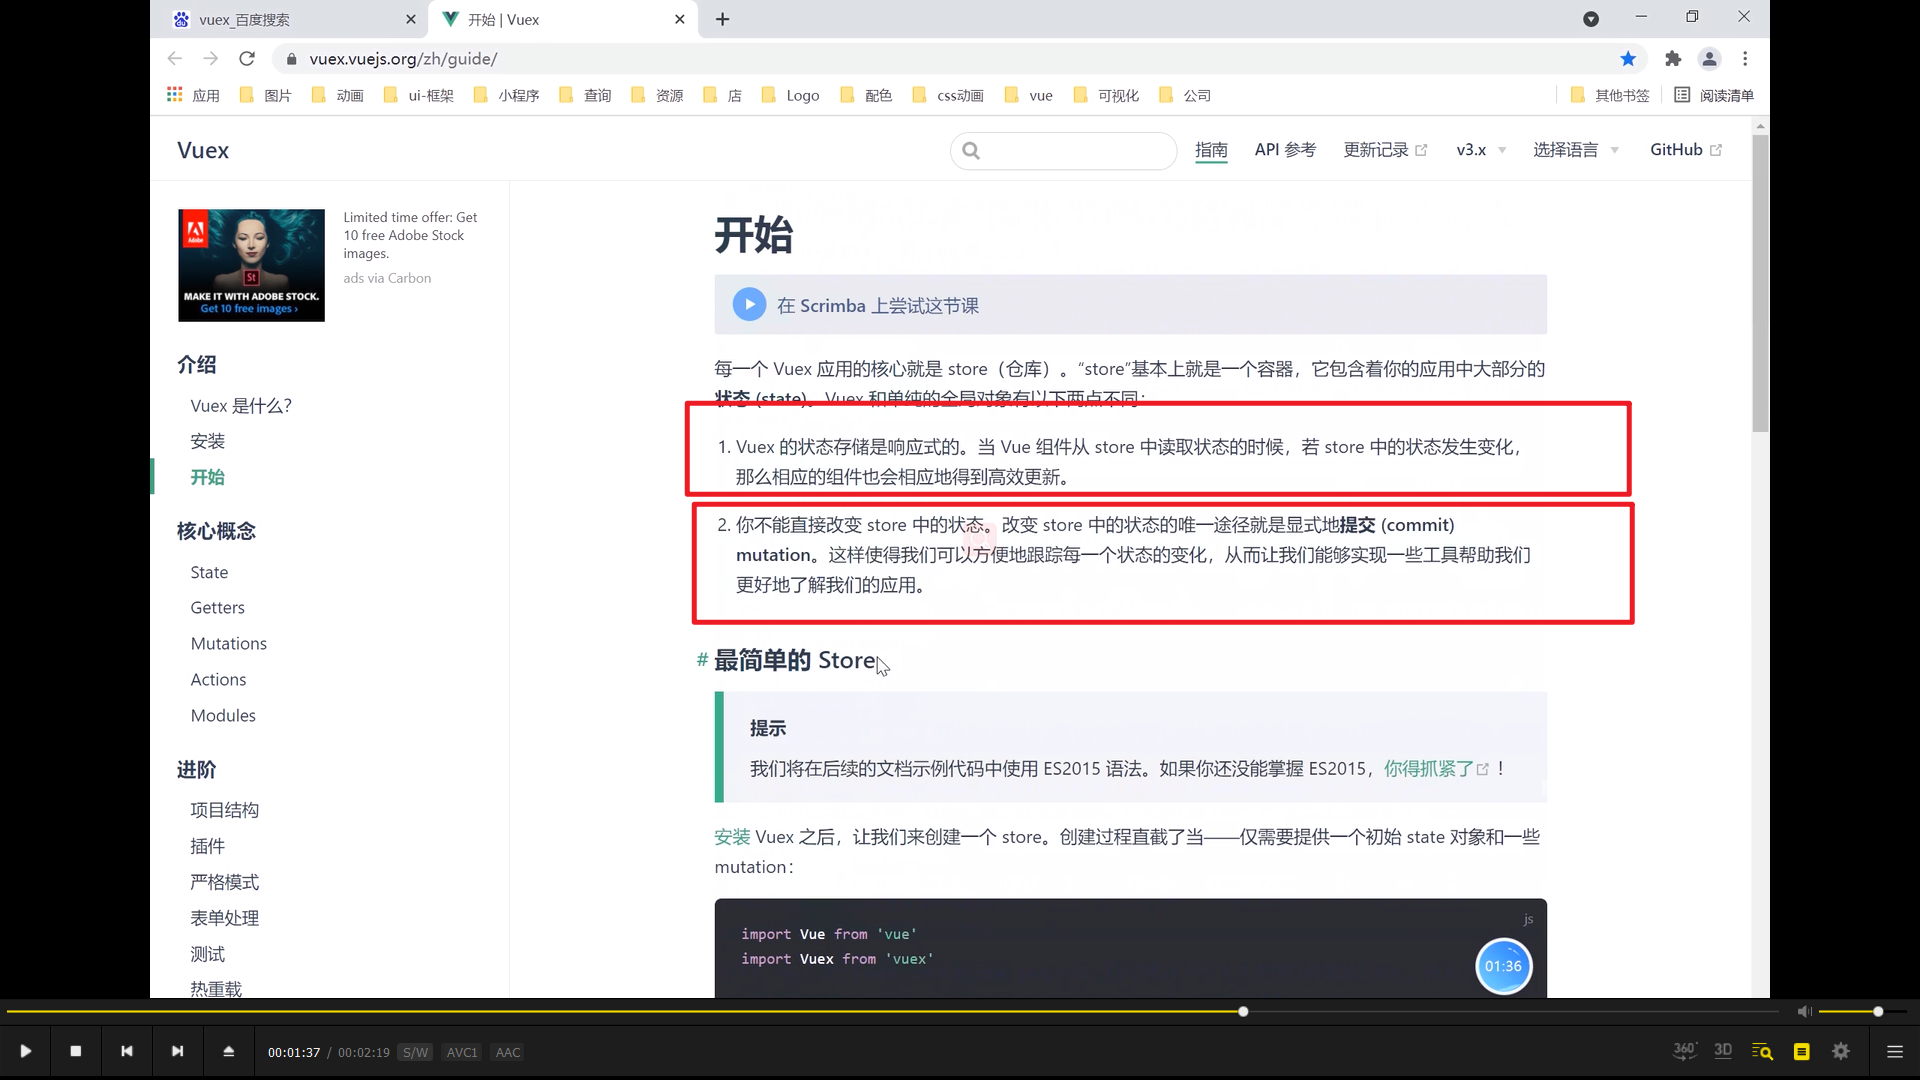 vuex_百度搜索
开始 | Vuex
vuex.vuejs.org/zh/guide/
应用 图片 动画 ui-框架 小程序 查询 资源 店 Logo 配色 css动画 vue 可视化 公司 其他书签 阅读清单
Vuex
指南 API 参考 更新记录 v3.x 选择语言 GitHub
Adobe
St
MAKE IT WITH ADOBE STOCK.
Get 10 free images ›
Limited time offer: Get
10 free Adobe Stock
images.
ads via Carbon
介绍
Vuex 是什么？
安装
开始
核心概念
State
Getters
Mutations
Actions
Modules
进阶
项目结构
插件
严格模式
表单处理
测试
热重载
开始
在 Scrimba 上尝试这节课
每一个 Vuex 应用的核心就是 store（仓库）。“store”基本上就是一个容器，它包含着你的应用中大部分的
状态 (state)。Vuex 和单纯的全局对象有以下两点不同：
1. Vuex 的状态存储是响应式的。当 Vue 组件从 store 中读取状态的时候，若 store 中的状态发生变化，
那么相应的组件也会相应地得到高效更新。
2. 你不能直接改变 store 中的状态。改变 store 中的状态的唯一途径就是显式地提交 (commit)
mutation。这样使得我们可以方便地跟踪每一个状态的变化，从而让我们能够实现一些工具帮助我们
更好地了解我们的应用。
# 最简单的 Store
提示
我们将在后续的文档示例代码中使用 ES2015 语法。如果你还没能掌握 ES2015，你得抓紧了！
安装 Vuex 之后，让我们来创建一个 store。创建过程直截了当——仅需要提供一个初始 state 对象和一些
mutation：
js
import Vue from 'vue'
import Vuex from 'vuex'
01:36
00:01:37 / 00:02:19 S/W AVC1 AAC
360° 3D